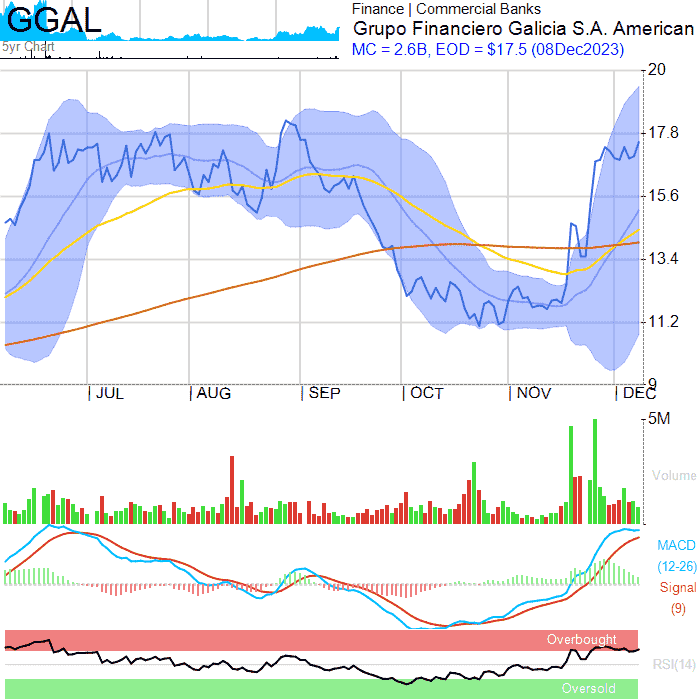 GGAL
5yr Chart
Finance | Commercial Banks
Grupo Financiero Galicia S.A. American
MC = 2.6B, EOD = $17.5 (08Dec2023)
20
17.8
15.6
13.4
11.2
9
JUL AUG SEP OCT NOV DEC
5M
Volume
MACD
(12-26)
Signal
(9)
Overbought
RSI(14)
Oversold